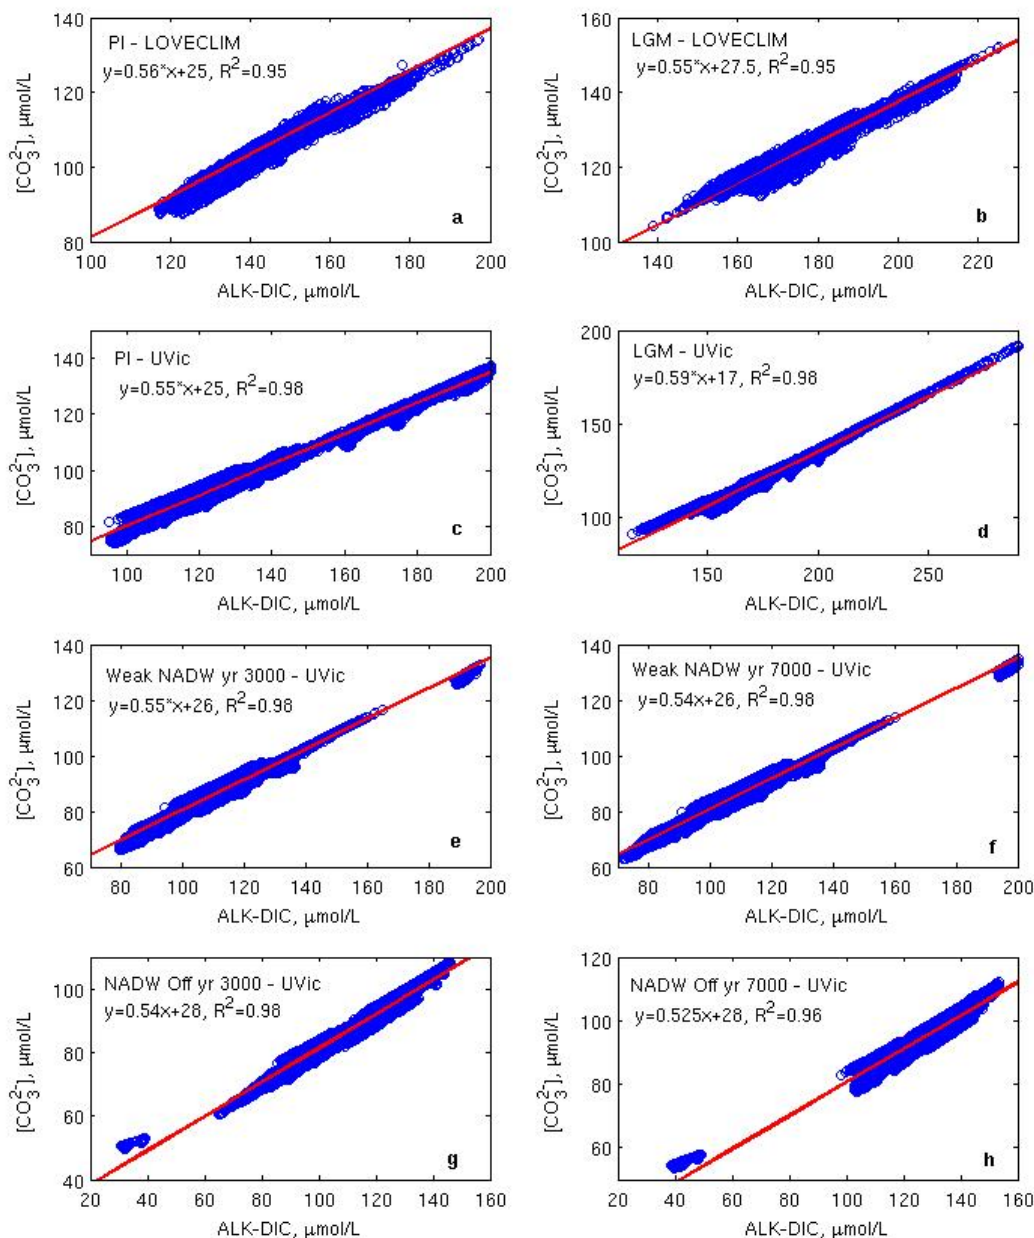 PI - LOVECLIM
y=0.56*x+25, R²=0.95
[CO₃²⁻], μmol/L
140
120
100
80
100 120 140 160 180 200
ALK-DIC, μmol/L
a
LGM - LOVECLIM
y=0.55*x+27.5, R²=0.95
[CO₃²⁻], μmol/L
160
140
120
100
140 160 180 200 220
ALK-DIC, μmol/L
b
PI - UVic
y=0.55*x+25, R²=0.98
[CO₃²⁻], μmol/L
140
120
100
80
100 120 140 160 180 200
ALK-DIC, μmol/L
c
LGM - UVic
y=0.59*x+17, R²=0.98
[CO₃²⁻], μmol/L
200
150
100
150 200 250
ALK-DIC, μmol/L
d
Weak NADW yr 3000 - UVic
y=0.55*x+26, R²=0.98
[CO₃²⁻], μmol/L
140
120
100
80
60
80 100 120 140 160 180 200
ALK-DIC, μmol/L
e
Weak NADW yr 7000 - UVic
y=0.54x+26, R²=0.98
[CO₃²⁻], μmol/L
140
120
100
80
60
80 100 120 140 160 180 200
ALK-DIC, μmol/L
f
NADW Off yr 3000 - UVic
y=0.54x+28, R²=0.98
[CO₃²⁻], μmol/L
100
80
60
40
20 40 60 80 100 120 140 160
ALK-DIC, μmol/L
g
NADW Off yr 7000 - UVic
y=0.525x+28, R²=0.96
[CO₃²⁻], μmol/L
120
100
80
60
20 40 60 80 100 120 140 160
ALK-DIC, μmol/L
h